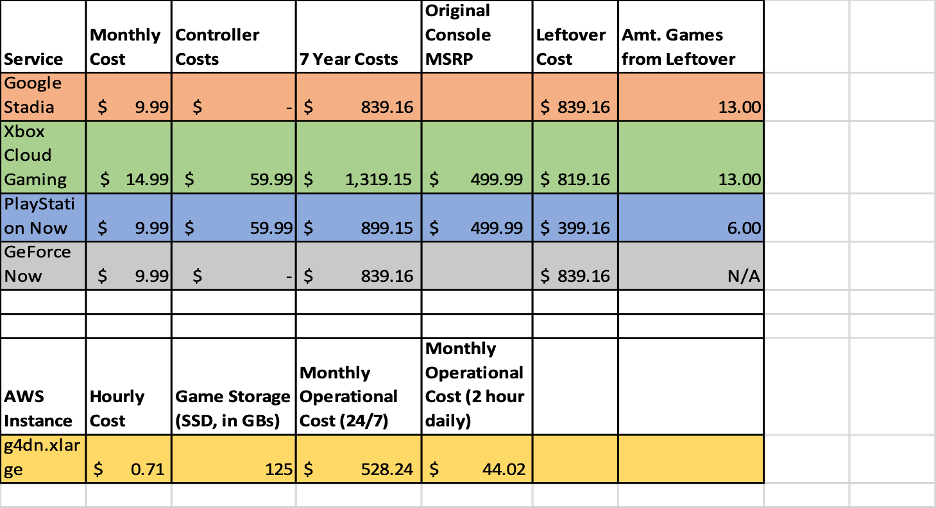 Service Monthly Cost Controller Costs 7 Year Costs Original Console MSRP Leftover Cost Amt. Games from Leftover
Google Stadia $ 9.99 $ - $ 839.16 $ 839.16 13.00
Xbox Cloud Gaming $ 14.99 $ 59.99 $ 1,319.15 $ 499.99 $ 819.16 13.00
PlayStation Now $ 9.99 $ 59.99 $ 899.15 $ 499.99 $ 399.16 6.00
GeForce Now $ 9.99 $ - $ 839.16 $ 839.16 N/A
AWS Instance Hourly Cost Game Storage (SSD, in GBs) Monthly Operational Cost (24/7) Monthly Operational Cost (2 hour daily)
g4dn.xlarge $ 0.71 125 $ 528.24 $ 44.02